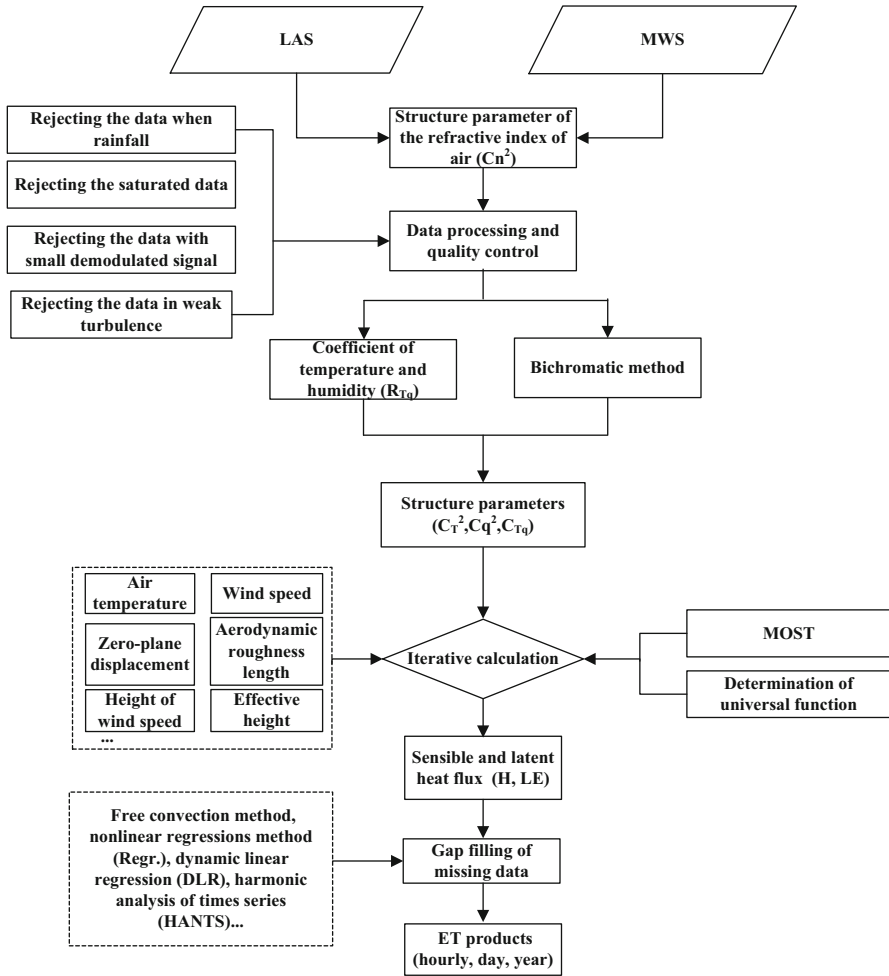 LAS
MWS
Rejecting the data when
rainfall
Structure parameter of
the refractive index of
air (Cn²)
Rejecting the saturated data
Rejecting the data with
small demodulated signal
Data processing and
quality control
Rejecting the data in weak
turbulence
Coefficient of
temperature and
humidity (R_Tq)
Bichromatic method
Structure parameters
(C_T²,Cq²,C_Tq)
Air
temperature
Wind speed
Zero-plane
displacement
Aerodynamic
roughness
length
Height of
wind speed
Effective
height
...
Iterative calculation
MOST
Determination of
universal function
Sensible and latent
heat flux (H, LE)
Free convection method,
nonlinear regressions method
(Regr.), dynamic linear
regression (DLR), harmonic
analysis of times series
(HANTS)...
Gap filling of
missing data
ET products
(hourly, day, year)